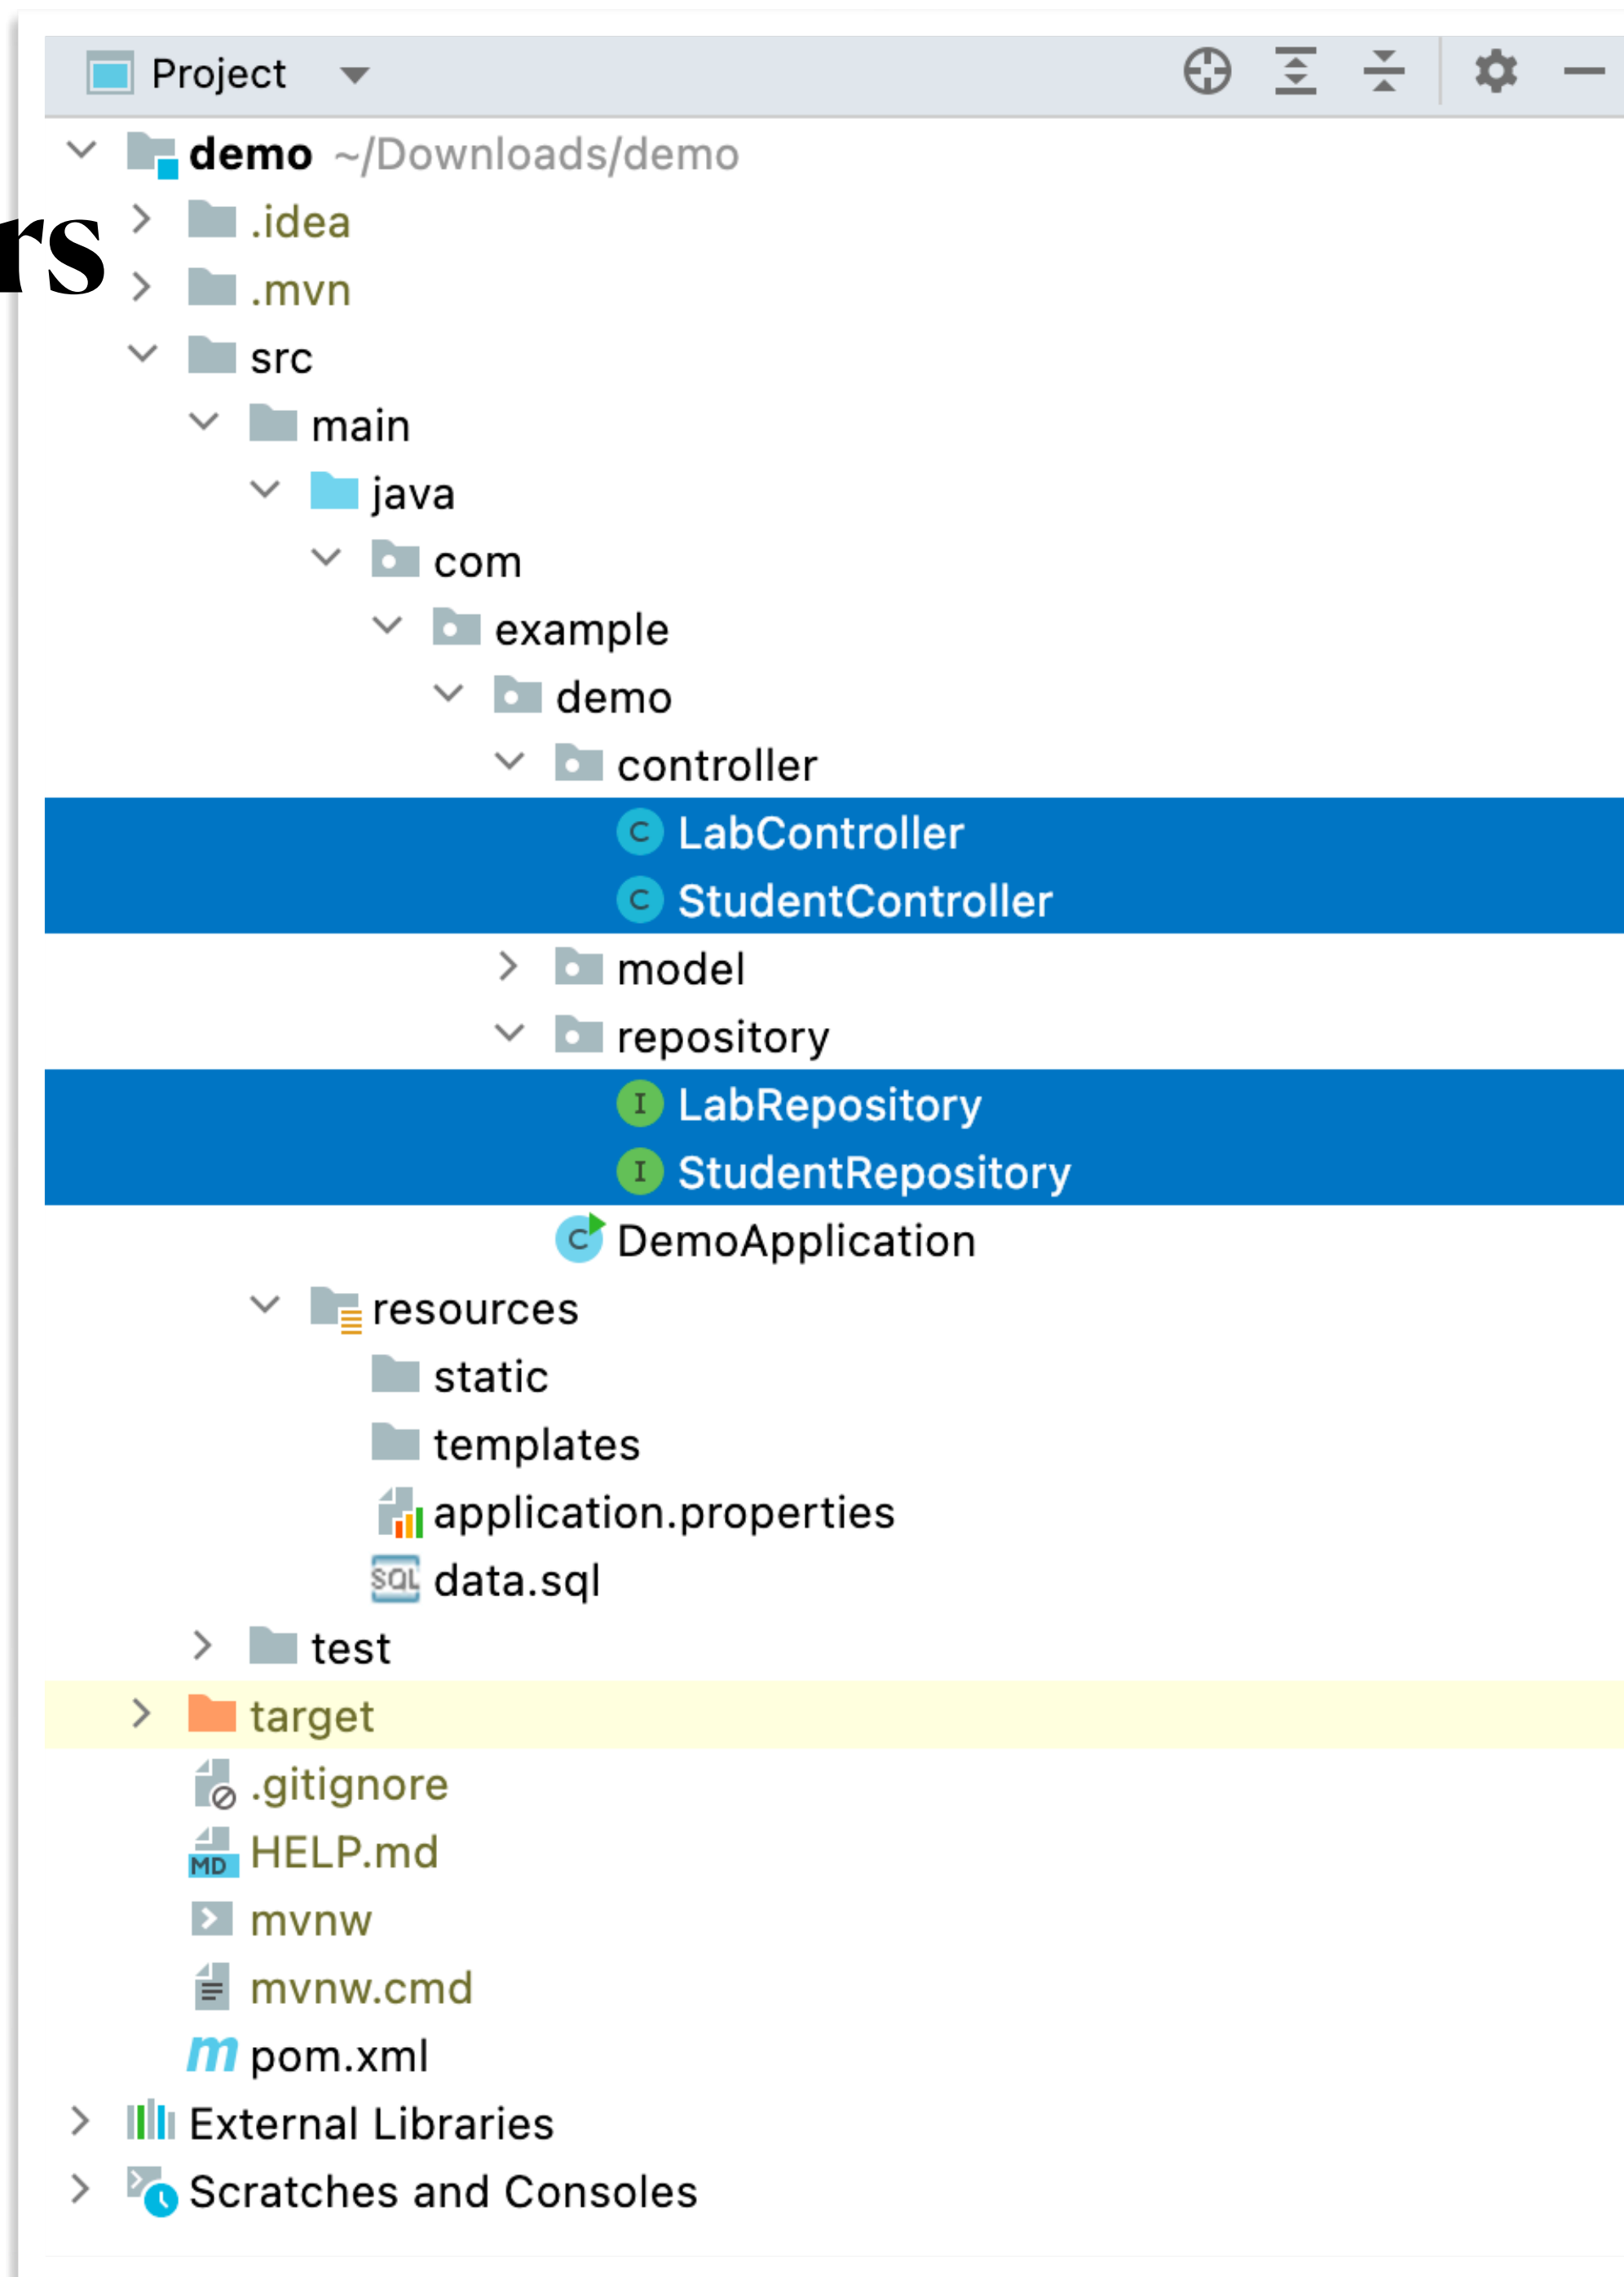 Project
demo ~/Downloads/demo
rs
.idea
.mvn
src
main
java
com
example
demo
controller
C LabController
C StudentController
model
repository
I LabRepository
I StudentRepository
C DemoApplication
resources
static
templates
application.properties
SQL data.sql
test
target
.gitignore
MD HELP.md
mvnw
mvnw.cmd
m pom.xml
External Libraries
Scratches and Consoles